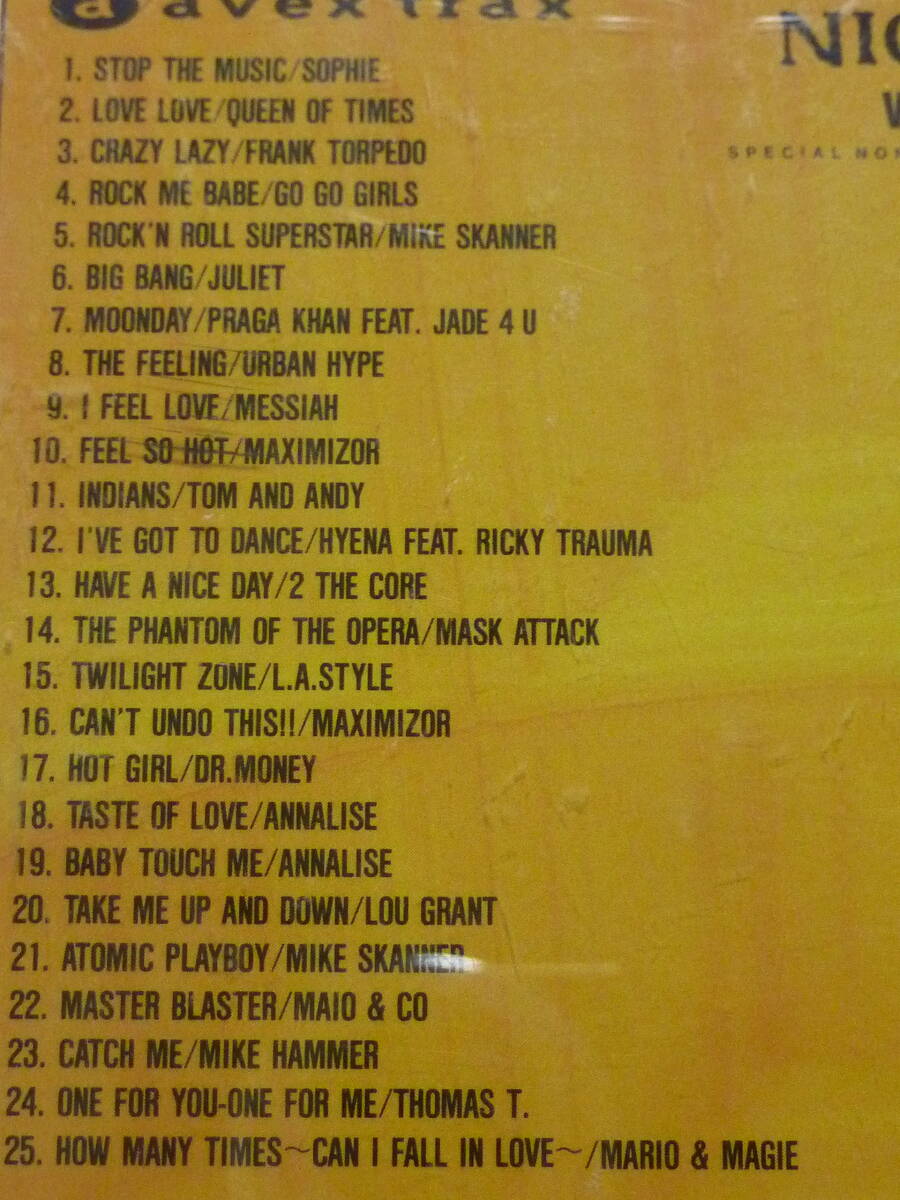 a avex trax
1. STOP THE MUSIC/SOPHIE
2. LOVE LOVE/QUEEN OF TIMES
3. CRAZY LAZY/FRANK TORPEDO
4. ROCK ME BABE/GO GO GIRLS
5. ROCK'N ROLL SUPERSTAR/MIKE SKANNER
6. BIG BANG/JULIET
7. MOONDAY/PRAGA KHAN FEAT. JADE 4 U
8. THE FEELING/URBAN HYPE
9. I FEEL LOVE/MESSIAH
10. FEEL SO HOT/MAXIMIZOR
11. INDIANS/TOM AND ANDY
12. I'VE GOT TO DANCE/HYENA FEAT. RICKY TRAUMA
13. HAVE A NICE DAY/2 THE CORE
14. THE PHANTOM OF THE OPERA/MASK ATTACK
15. TWILIGHT ZONE/L.A.STYLE
16. CAN'T UNDO THIS!!/MAXIMIZOR
17. HOT GIRL/DR.MONEY
18. TASTE OF LOVE/ANNALISE
19. BABY TOUCH ME/ANNALISE
20. TAKE ME UP AND DOWN/LOU GRANT
21. ATOMIC PLAYBOY/MIKE SKANNER
22. MASTER BLASTER/MAIO & CO
23. CATCH ME/MIKE HAMMER
24. ONE FOR YOU-ONE FOR ME/THOMAS T.
25. HOW MANY TIMES~CAN I FALL IN LOVE~/MARIO & MAGIE
SPECIAL NON